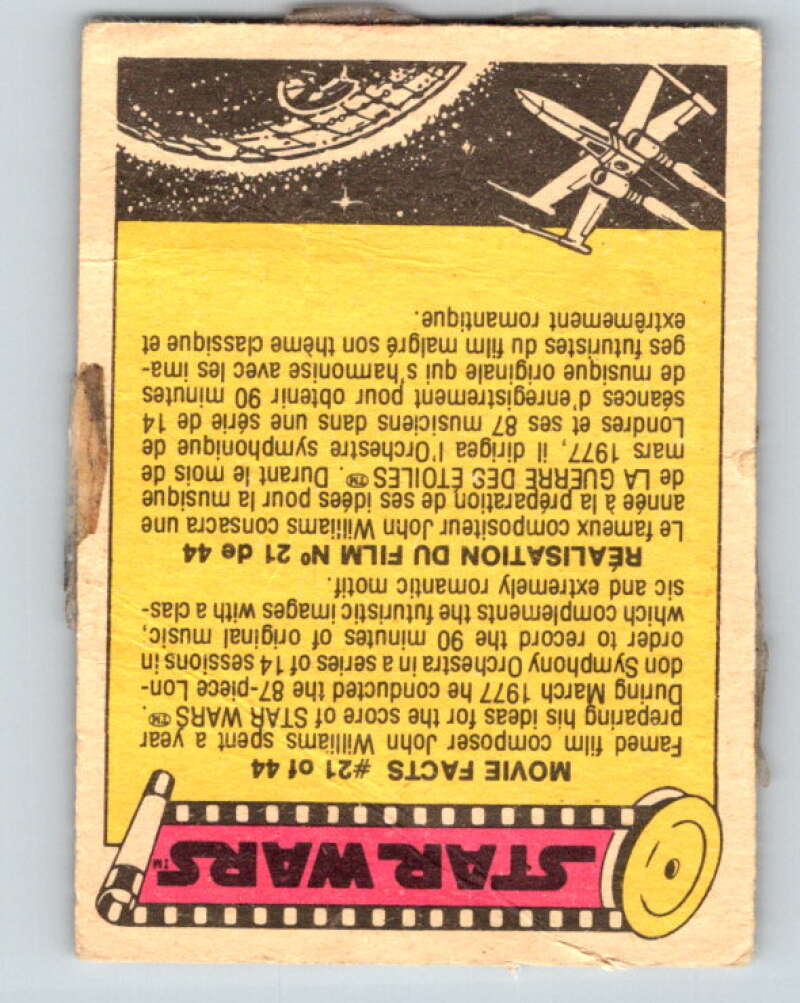 STAR WARS™
MOVIE FACTS #21 of 44
Famed film composer John Williams spent a year
preparing his ideas for the score of STAR WARS™.
During March 1977 he conducted the 87-piece Lon-
don Symphony Orchestra in a series of 14 sessions in
order to record the 90 minutes of original music,
which complements the futuristic images with a clas-
sic and extremely romantic motif.
RÉALISATION DU FILM Nº 21 de 44
Le fameux compositeur John Williams consacra une
année à la préparation de ses idées pour la musique
de LA GUERRE DES ÉTOILES™. Durant le mois de
mars 1977, il dirigea l'Orchestre symphonique de
Londres et ses 87 musiciens dans une série de 14
séances d'enregistrement pour obtenir 90 minutes
de musique originale qui s'harmonise avec les ima-
ges futuristes du film malgré son thème classique et
extrêmement romantique.